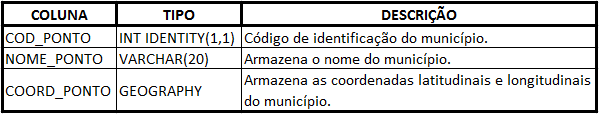 COLUNA TIPO DESCRIÇÃO
COD_PONTO INT IDENTITY(1,1) Código de identificação do município.
NOME_PONTO VARCHAR(20) Armazena o nome do município.
COORD_PONTO GEOGRAPHY Armazena as coordenadas latitudinais e longitudinais
do município.